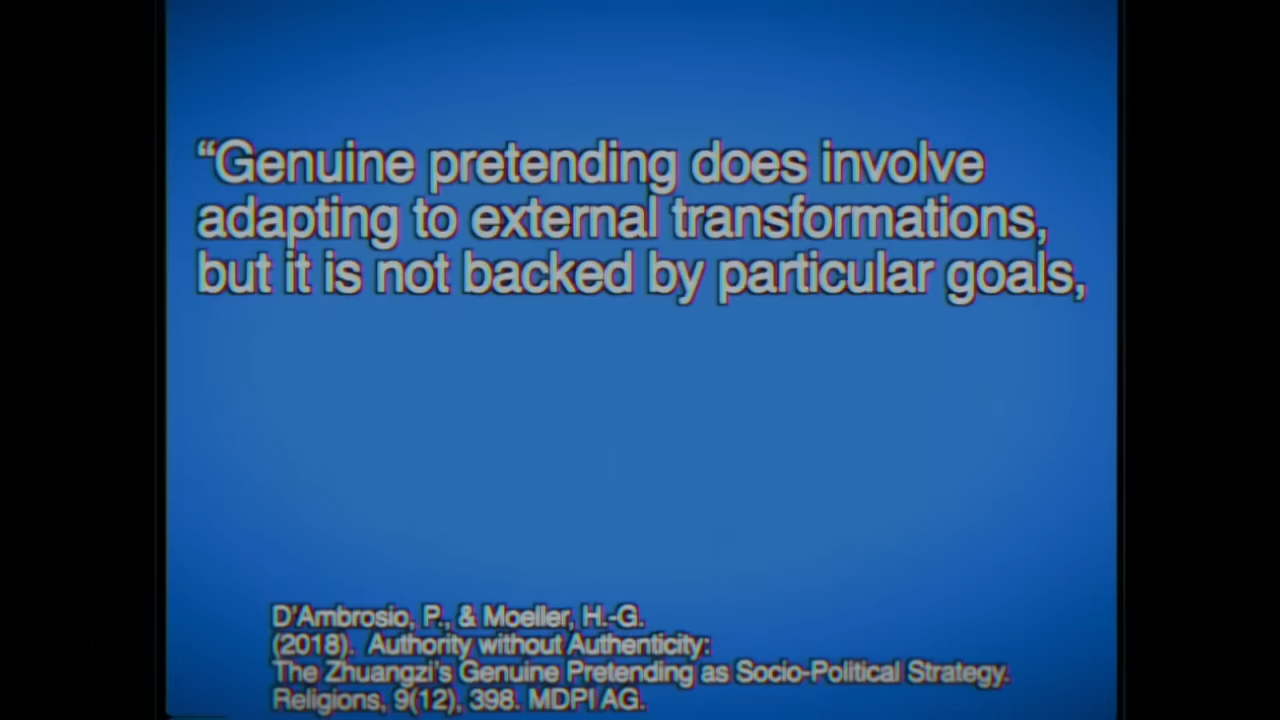 “Genuine pretending does involve
adapting to external transformations,
but it is not backed by particular goals,
D'Ambrosio, P., & Moeller, H.-G.
(2018).  Authority without Authenticity:
The Zhuangzi's Genuine Pretending as Socio-Political Strategy.
Religions, 9(12), 398. MDPI AG.